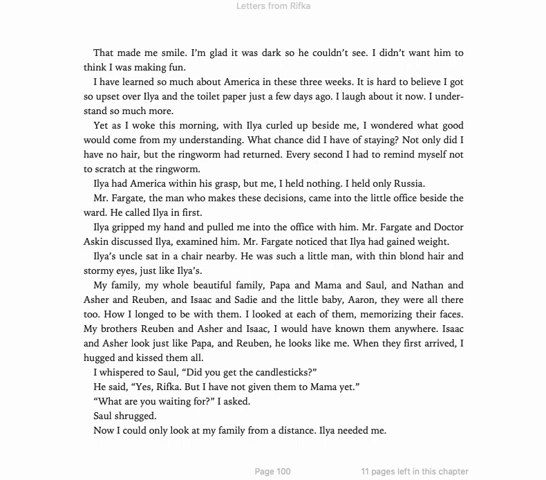 Letters from Rifka
That made me smile. I'm glad it was dark so he couldn't see. I didn't want him to
think I was making fun.
I have learned so much about America in these three weeks. It is hard to believe I got
so upset over Ilya and the toilet paper just a few days ago. I laugh about it now. I under-
stand so much more.
Yet as I woke this morning, with Ilya curled up beside me, I wondered what good
would come from my understanding. What chance did I have of staying? Not only did I
have no hair, but the ringworm had returned. Every second I had to remind myself not
to scratch at the ringworm.
Ilya had America within his grasp, but me, I held nothing. I held only Russia.
Mr. Fargate, the man who makes these decisions, came into the little office beside the
ward. He called Ilya in first.
Ilya gripped my hand and pulled me into the office with him. Mr. Fargate and Doctor
Askin discussed Ilya, examined him. Mr. Fargate noticed that Ilya had gained weight.
Ilya's uncle sat in a chair nearby. He was such a little man, with thin blond hair and
stormy eyes, just like Ilya's.
My family, my whole beautiful family, Papa and Mama and Saul, and Nathan and
Asher and Reuben, and Isaac and Sadie and the little baby, Aaron, they were all there
too. How I longed to be with them. I looked at each of them, memorizing their faces.
My brothers Reuben and Asher and Isaac, I would have known them anywhere. Isaac
and Asher look just like Papa, and Reuben, he looks like me. When they first arrived, I
hugged and kissed them all.
I whispered to Saul, "Did you get the candlesticks?"
He said, "Yes, Rifka. But I have not given them to Mama yet."
"What are you waiting for?" I asked.
Saul shrugged.
Now I could only look at my family from a distance. Ilya needed me.
Page 100
11 pages left in this chapter